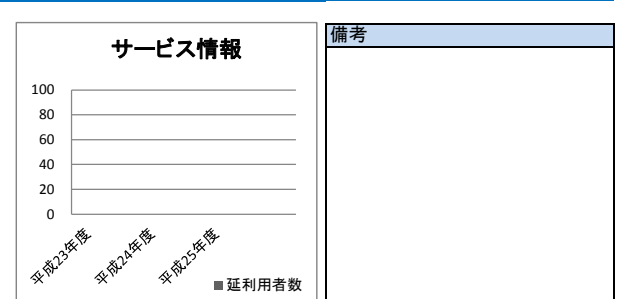 サービス情報
100
80
60
40
20
0
平成23年度
平成24年度
平成25年度
■延利用者数
備考